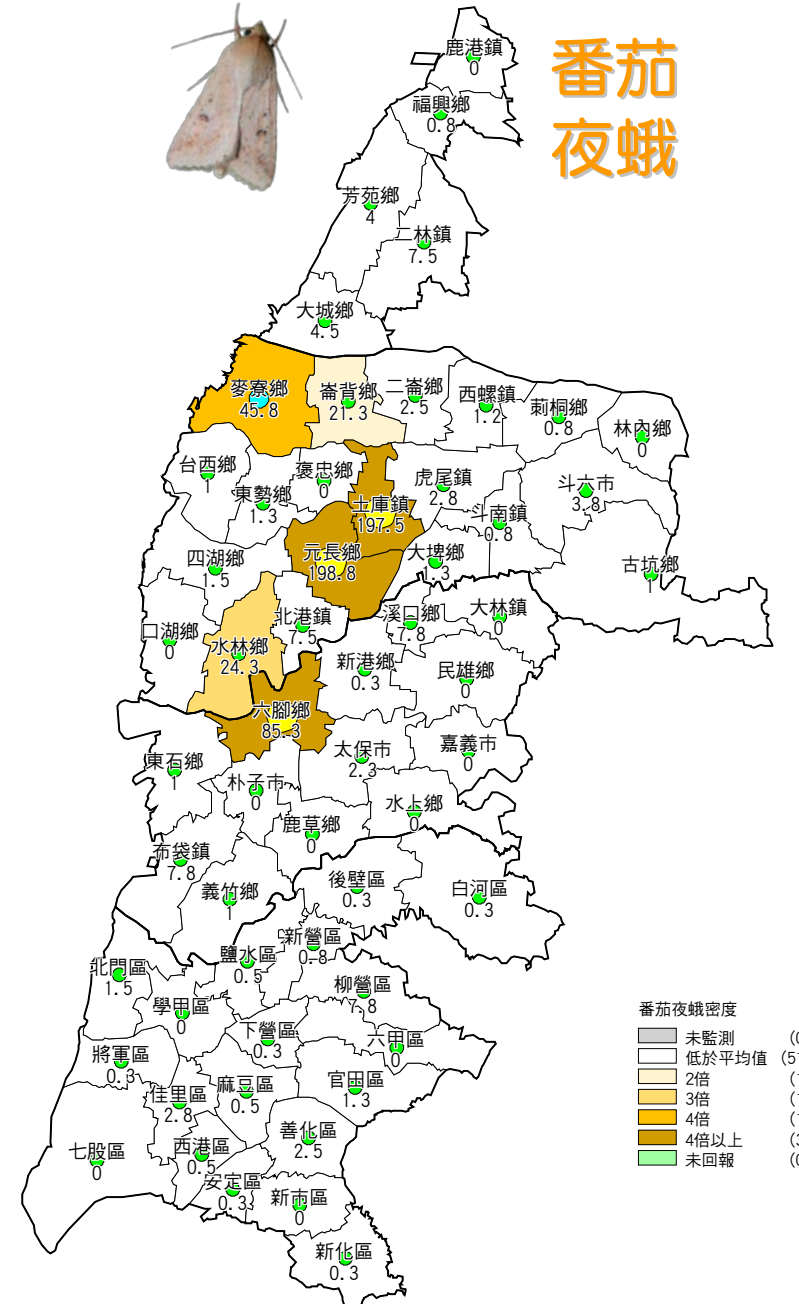 番茄
夜蛾
鹿港鎮
0
福興鄉
0.8
芳苑鄉
4
二林鎮
7.5
大城鄉
4.5
麥寮鄉
45.8
崙背鄉
21.3
二崙鄉
2.5
西螺鎮
1.2
莿桐鄉
0.8
林內鄉
0
台西鄉
1
東勢鄉
1.3
褒忠鄉
0
土庫鎮
197.5
虎尾鎮
2.8
斗南鎮
0.8
斗六市
3.8
四湖鄉
1.5
元長鄉
198.8
大埤鄉
1.3
古坑鄉
1
口湖鄉
0
水林鄉
24.3
北港鎮
7.5
溪口鄉
7.8
大林鎮
0
新港鄉
0.3
民雄鄉
0
六腳鄉
85.3
太保市
2.3
嘉義市
0
東石鄉
1
朴子市
0
鹿草鄉
0
水上鄉
0
布袋鎮
7.8
義竹鄉
1
後壁區
0.3
白河區
0.3
新營區
0.8
鹽水區
0.5
北門區
1.5
柳營區
7.8
學甲區
0
下營區
0.3
六甲區
0
將軍區
0.3
佳里區
2.8
麻豆區
0.5
官田區
1.3
七股區
0
西港區
0.5
善化區
2.5
安定區
0.3
新市區
0
新化區
0.3
番茄夜蛾密度
未監測 (0
低於平均值 (57
2倍 (1
3倍 (1
4倍 (1
4倍以上 (3
未回報 (0